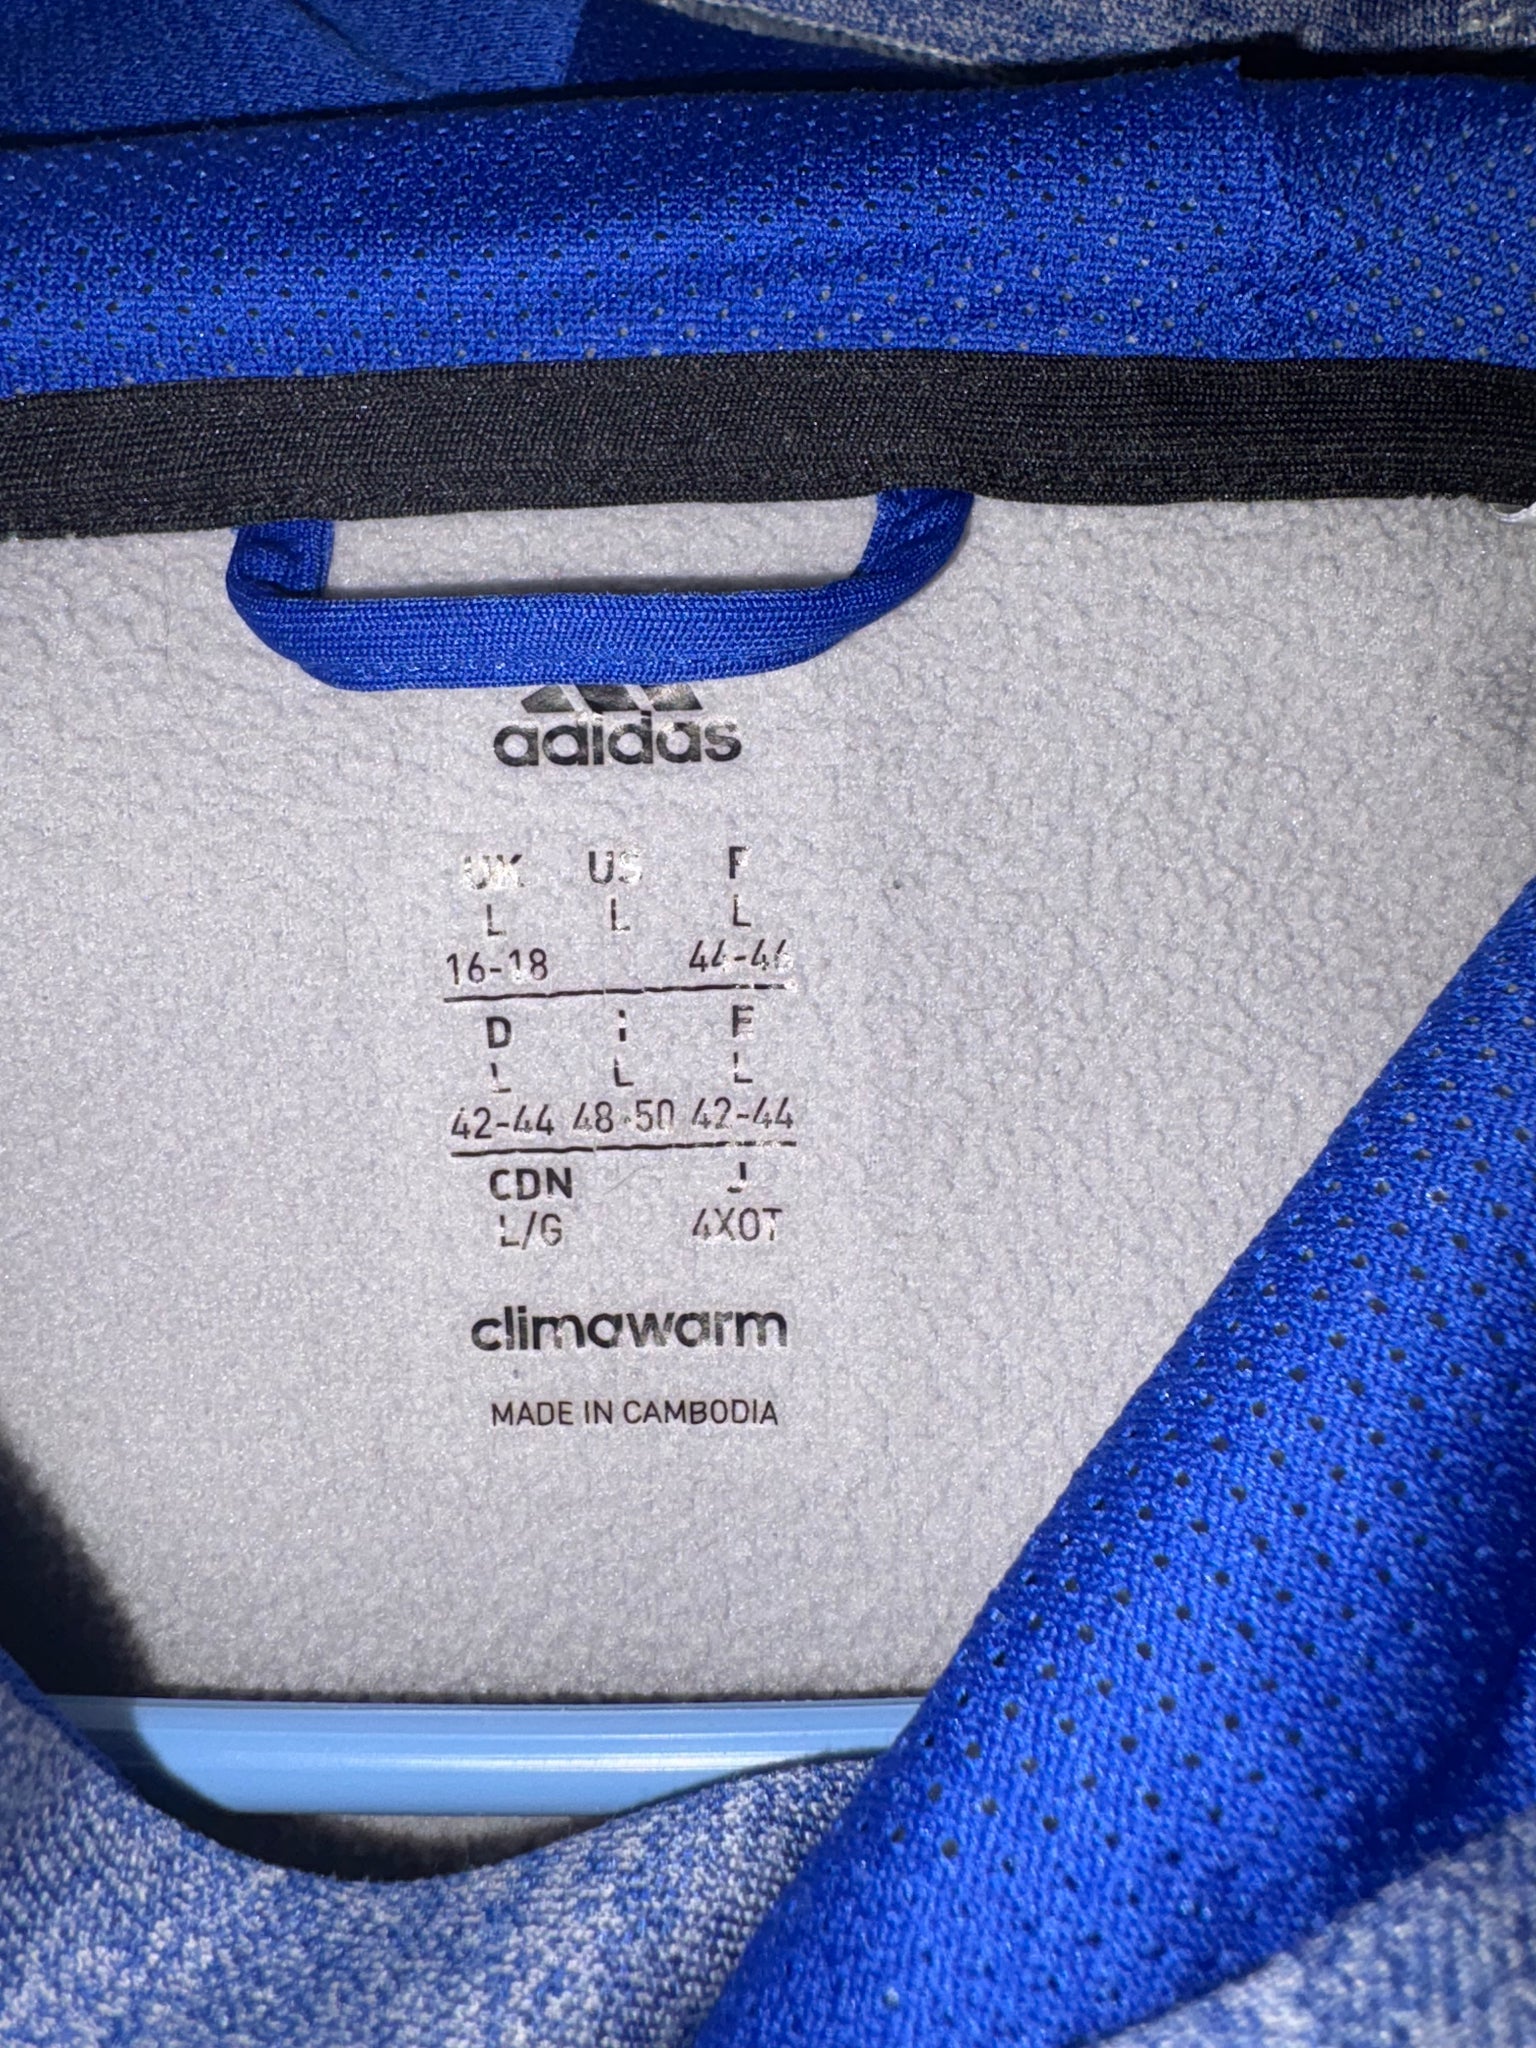 adidas
UK US F
L L L
16-18 44-46
D I E
L L L
42-44 48-50 42-44
CDN J
L/G 4XOT
climawarm
MADE IN CAMBODIA